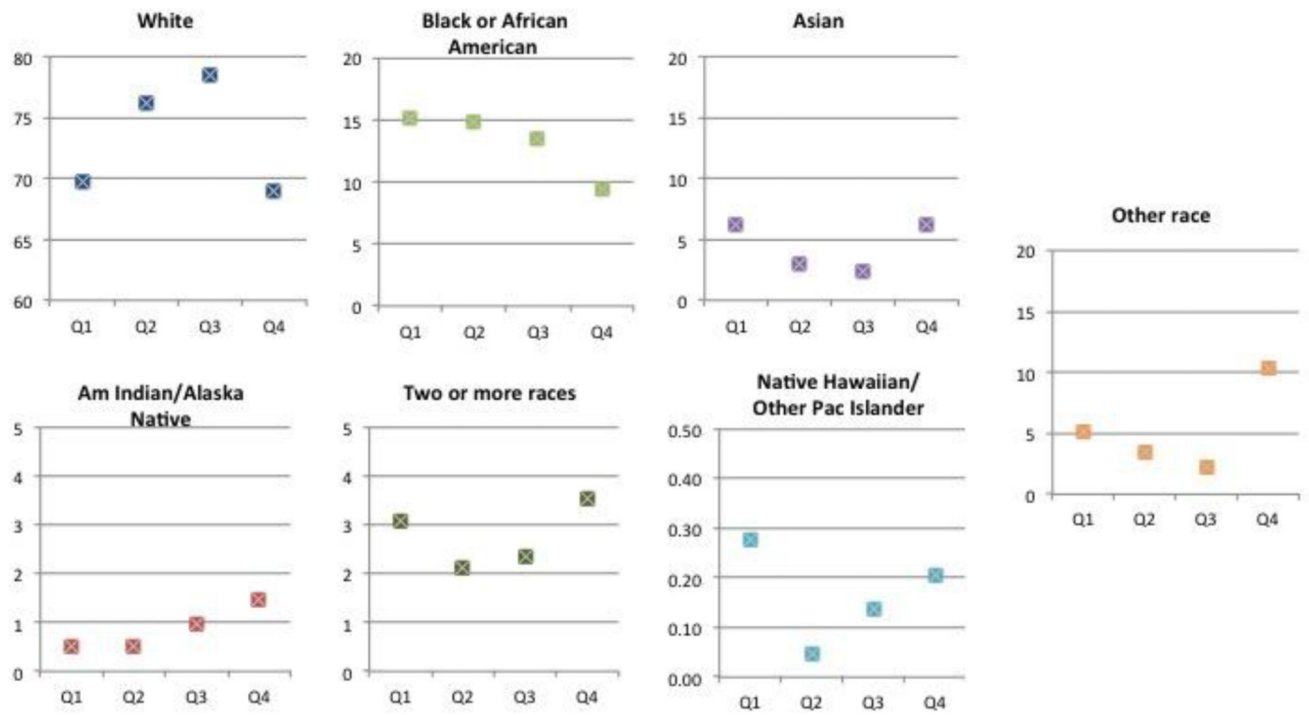 White
80
75
70
65
60
Q1 Q2 Q3 Q4
Black or African
American
20
15
10
5
0
Q1 Q2 Q3 Q4
Asian
20
15
10
5
0
Q1 Q2 Q3 Q4
Other race
20
15
10
5
0
Q1 Q2 Q3 Q4
Am Indian/Alaska
Native
5
4
3
2
1
0
Q1 Q2 Q3 Q4
Two or more races
5
4
3
2
1
0
Q1 Q2 Q3 Q4
Native Hawaiian/
Other Pac Islander
0.50
0.40
0.30
0.20
0.10
0.00
Q1 Q2 Q3 Q4